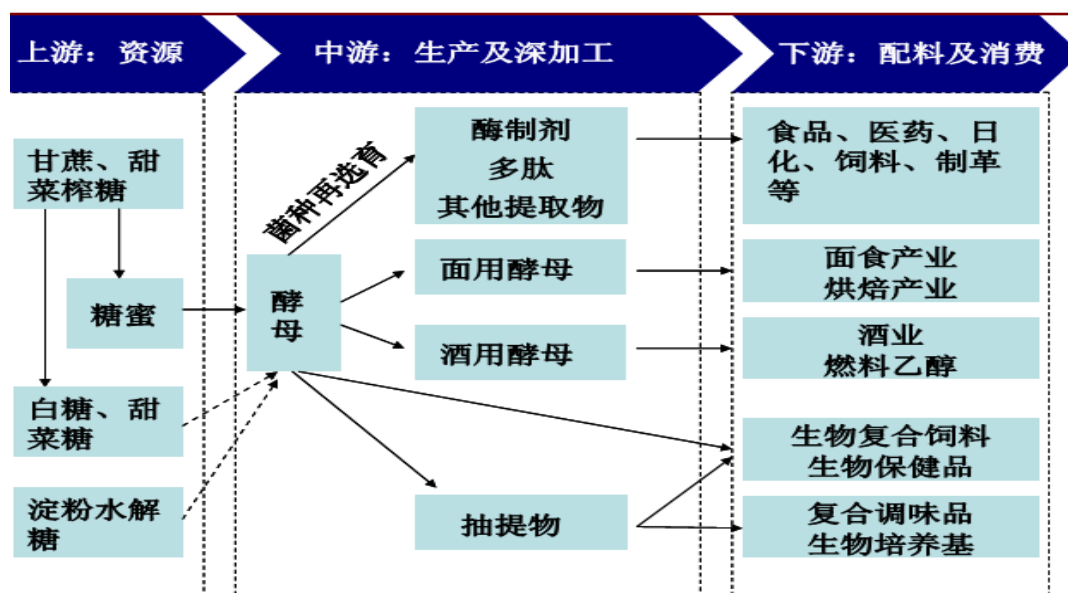 上游：资源
中游：生产及深加工
下游：配料及消费
甘蔗、甜
菜榨糖
糖蜜
白糖、甜
菜糖
淀粉水解
糖
菌种再选育
酵
母
酶制剂
多肽
其他提取物
面用酵母
酒用酵母
抽提物
食品、医药、日
化、饲料、制革
等
面食产业
烘焙产业
酒业
燃料乙醇
生物复合饲料
生物保健品
复合调味品
生物培养基